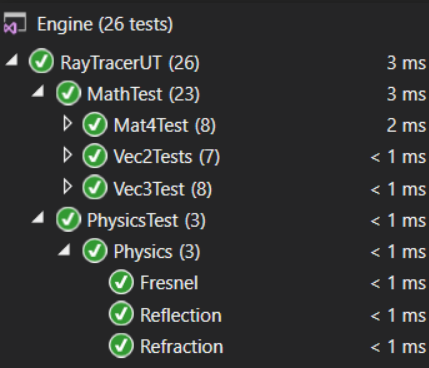 Engine (26 tests)
RayTracerUT (26) 3 ms
MathTest (23) 3 ms
Mat4Test (8) 2 ms
Vec2Tests (7) < 1 ms
Vec3Test (8) < 1 ms
PhysicsTest (3) < 1 ms
Physics (3) < 1 ms
Fresnel < 1 ms
Reflection < 1 ms
Refraction < 1 ms